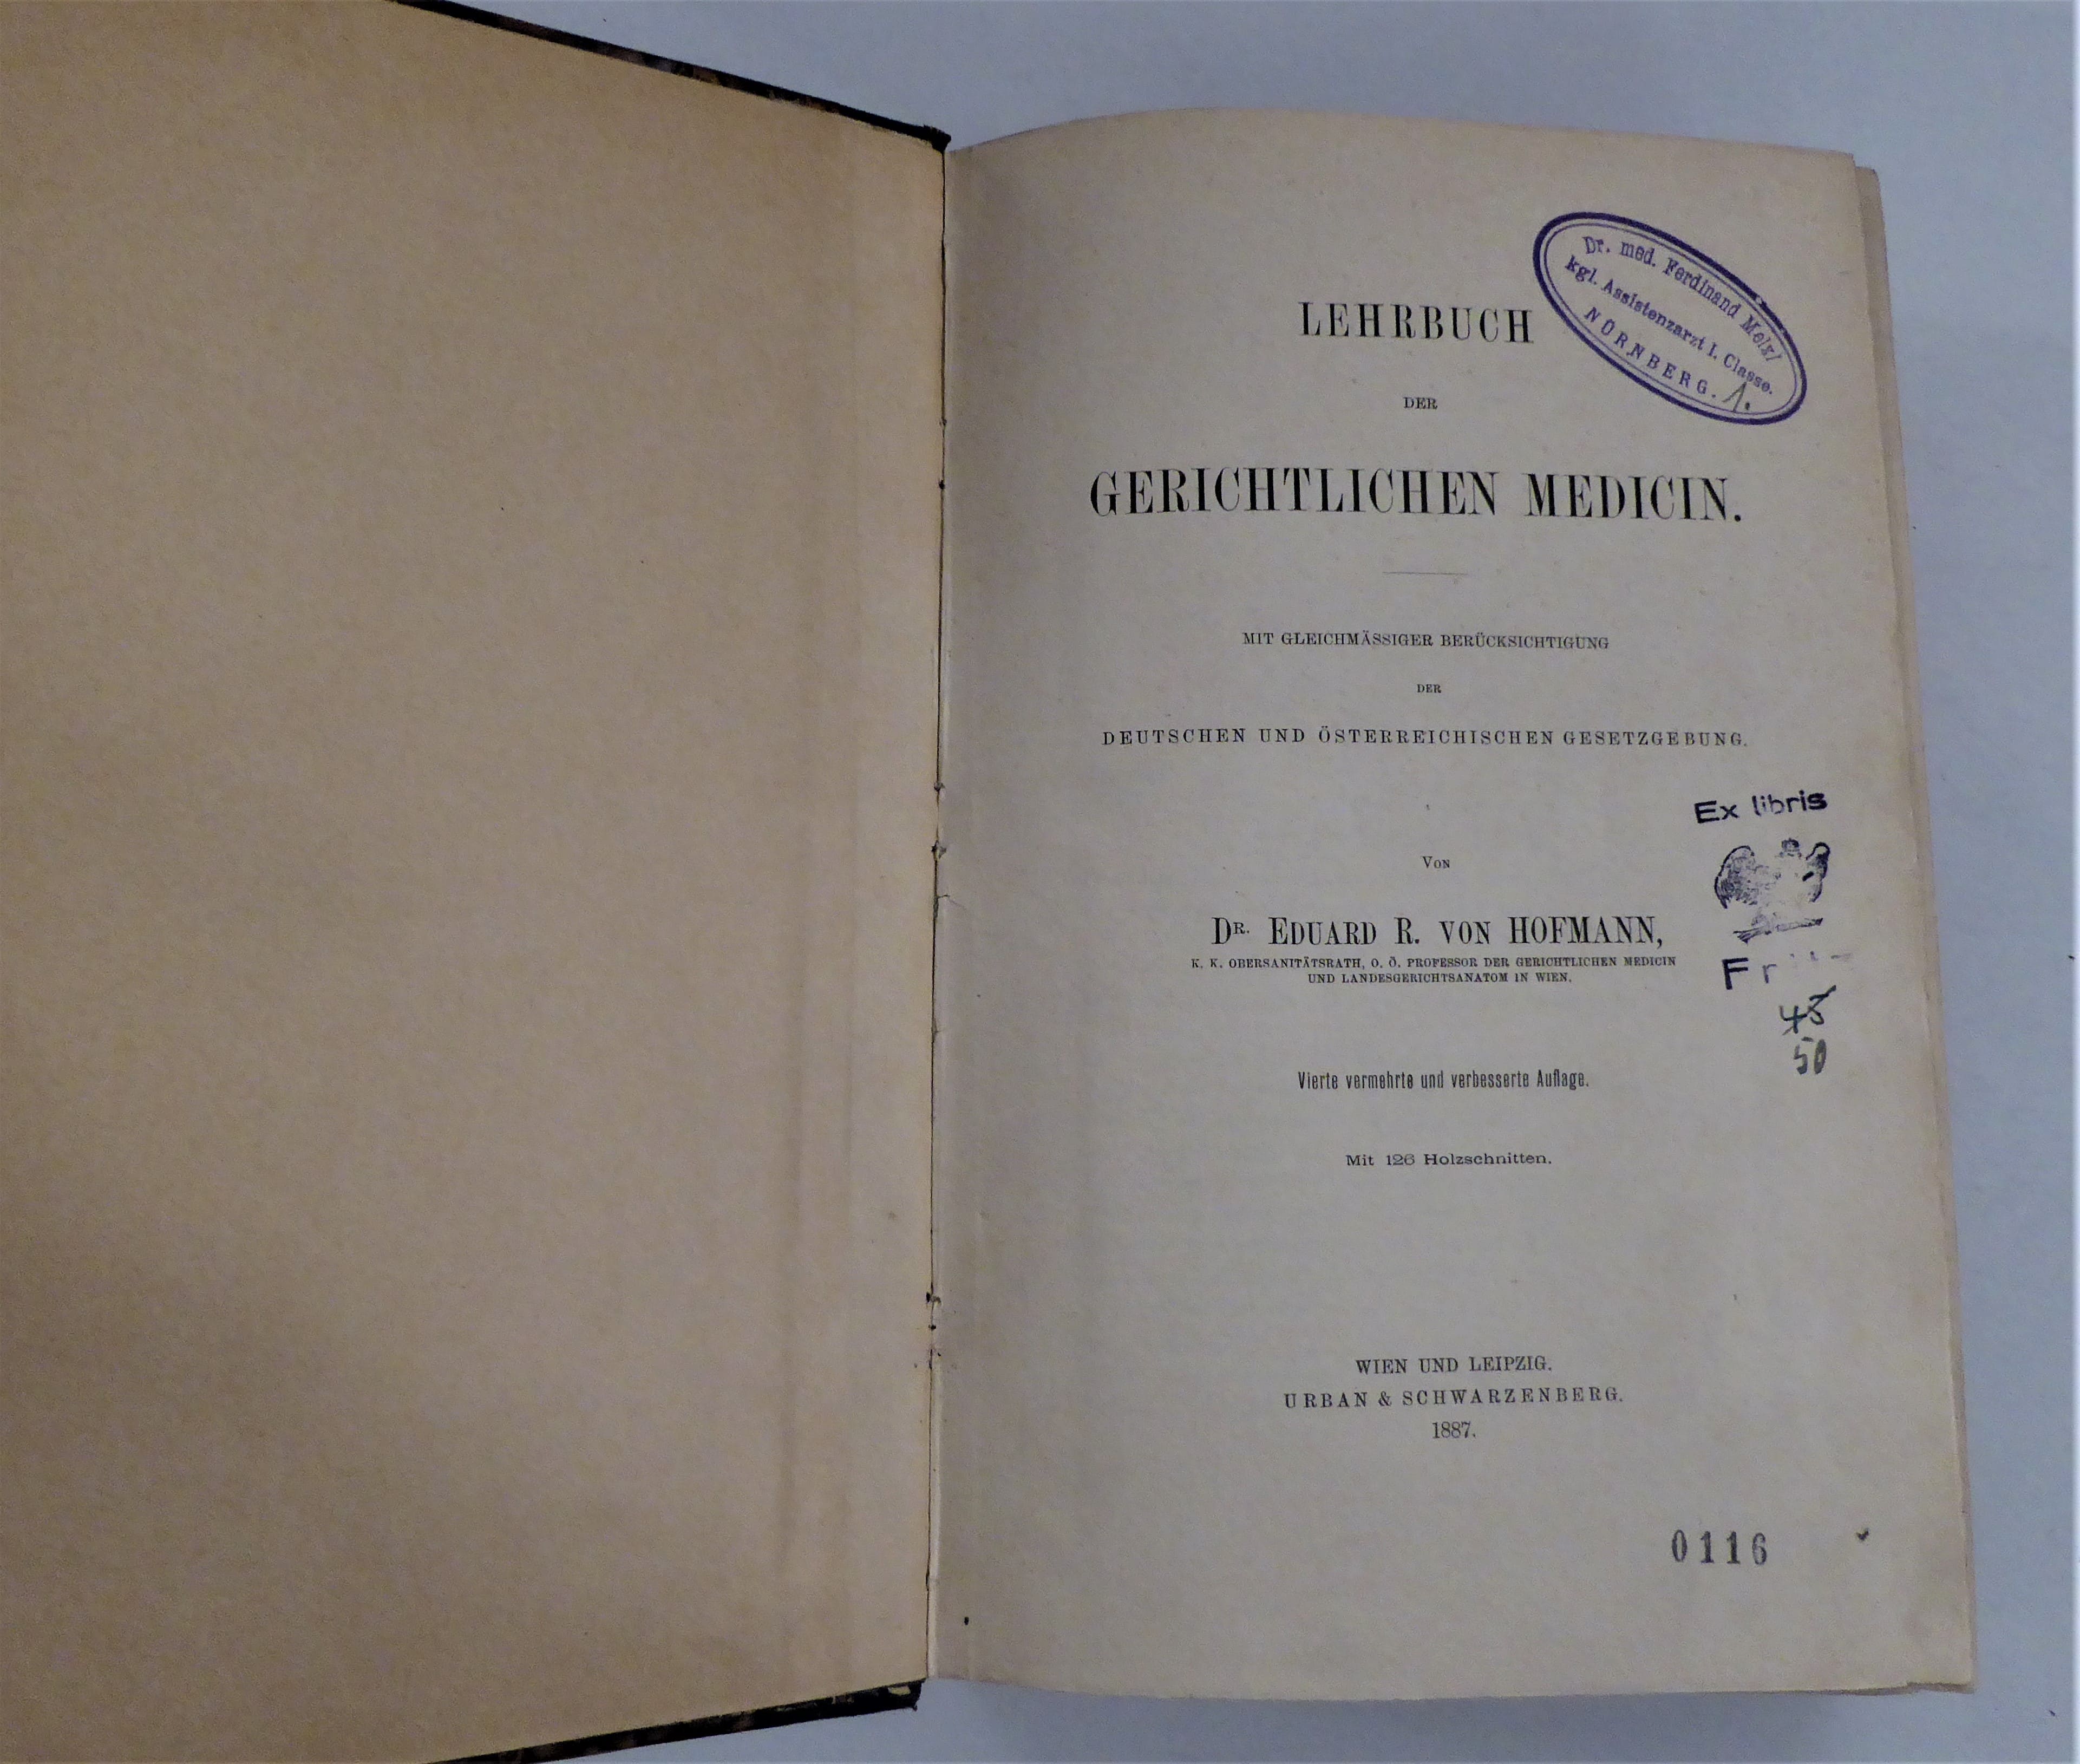 Dr. med. Ferdinand
kgl. Assistenzarzt I. Classe.
NÜRNBERG. 1.
LEHRBUCH
DER
GERICHTLICHEN MEDICIN.
MIT GLEICHMÄSSIGER BERÜCKSICHTIGUNG
DER
DEUTSCHEN UND ÖSTERREICHISCHEN GESETZGEBUNG.
Ex libris
VON
DR. EDUARD R. VON HOFMANN,
K. K. OBERSANITÄTSRATH, O. Ö. PROFESSOR DER GERICHTLICHEN MEDICIN
UND LANDESGERICHTSANATOM IN WIEN.
50
Vierte vermehrte und verbesserte Auflage.
Mit 126 Holzschnitten.
WIEN UND LEIPZIG.
URBAN & SCHWARZENBERG.
1887.
0116